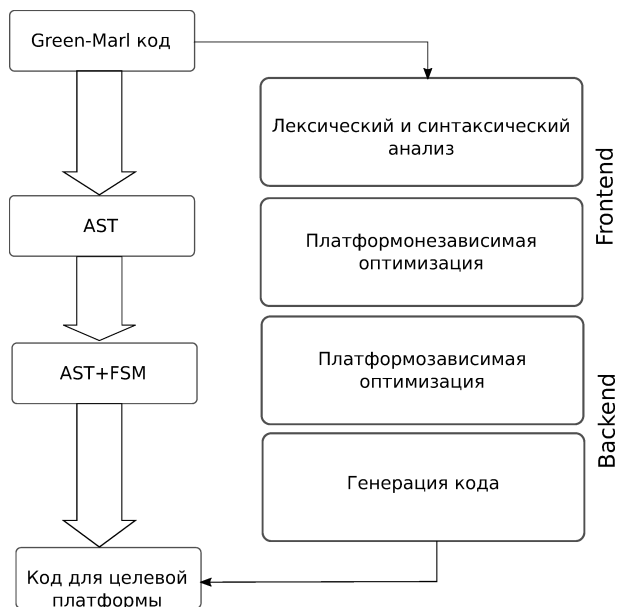 Green-Marl код
Лексический и синтаксический
анализ
Frontend
AST
Платформонезависимая
оптимизация
Платформозависимая
оптимизация
AST+FSM
Backend
Генерация кода
Код для целевой
платформы